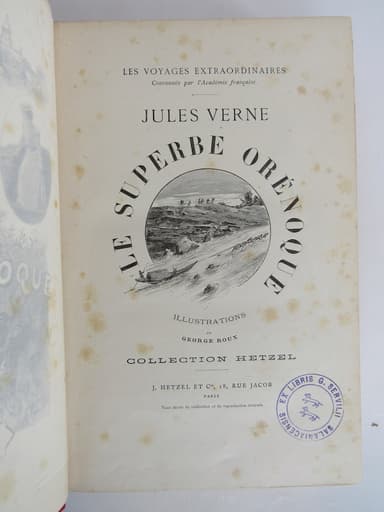 LES VOYAGES EXTRAORDINAIRES
Couronnés par l'Académie française
JULES VERNE
LE SUPERBE ORÉNOQUE
ILLUSTRATIONS
DE
GEORGE ROUX
COLLECTION HETZEL
J. HETZEL ET Cie, 18, RUE JACOB
PARIS
Tous droits de traduction et de reproduction réservés.
EX LIBRIS G. SERVILII
OQUE